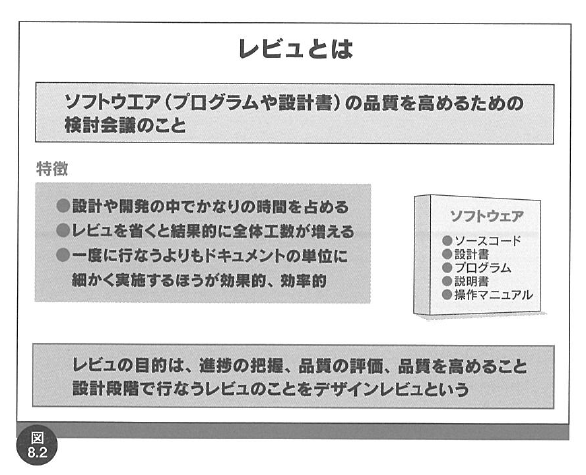 レビュとは
ソフトウエア(プログラムや設計書)の品質を高めるための
検討会議のこと
特徴
●設計や開発の中でかなりの時間を占める
●レビュを省くと結果的に全体工数が増える
●一度に行なうよりもドキュメントの単位に
細かく実施するほうが効果的、効率的
ソフトウェア
●ソースコード
●設計書
●プログラム
●説明書
●操作マニュアル
レビュの目的は、進捗の把握、品質の評価、品質を高めること
設計段階で行なうレビュのことをデザインレビュという
図
8.2